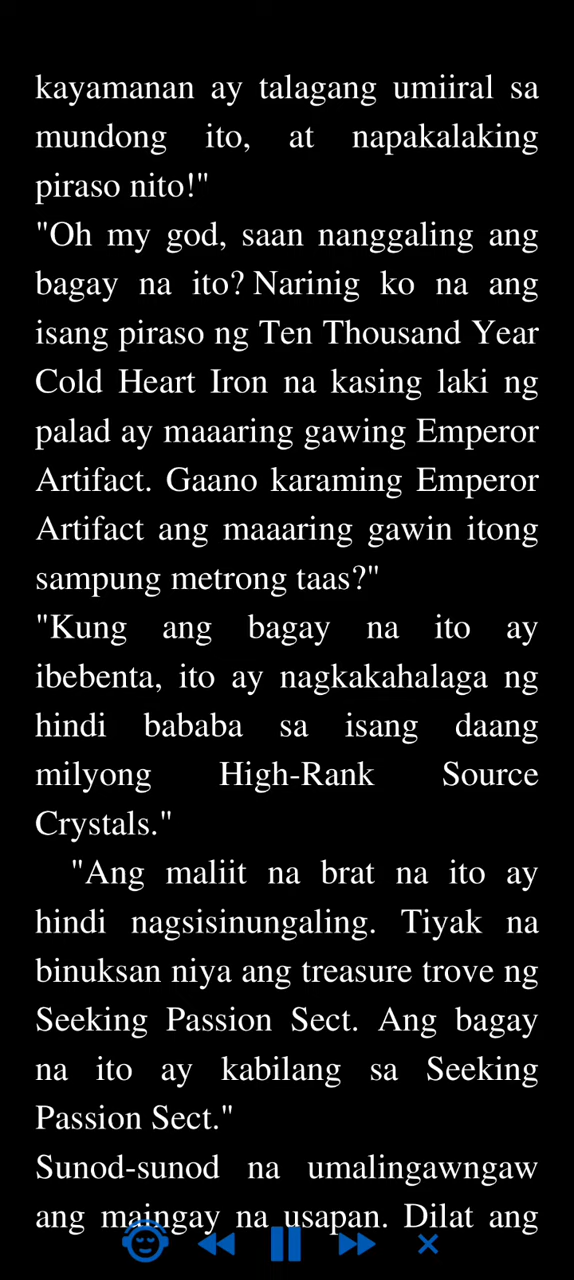 kayamanan ay talagang umiiral sa
mundong ito, at napakalaking
piraso nito!"
"Oh my god, saan nanggaling ang
bagay na ito? Narinig ko na ang
isang piraso ng Ten Thousand Year
Cold Heart Iron na kasing laki ng
palad ay maaaring gawing Emperor
Artifact. Gaano karaming Emperor
Artifact ang maaaring gawin itong
sampung metrong taas?"
"Kung ang bagay na ito ay
ibebenta, ito ay nagkakahalaga ng
hindi bababa sa isang daang
milyong High-Rank Source
Crystals."
"Ang maliit na brat na ito ay
hindi nagsisinungaling. Tiyak na
binuksan niya ang treasure trove ng
Seeking Passion Sect. Ang bagay
na ito ay kabilang sa Seeking
Passion Sect."
Sunod-sunod na umalingawngaw
ang maingay na usapan. Dilat ang